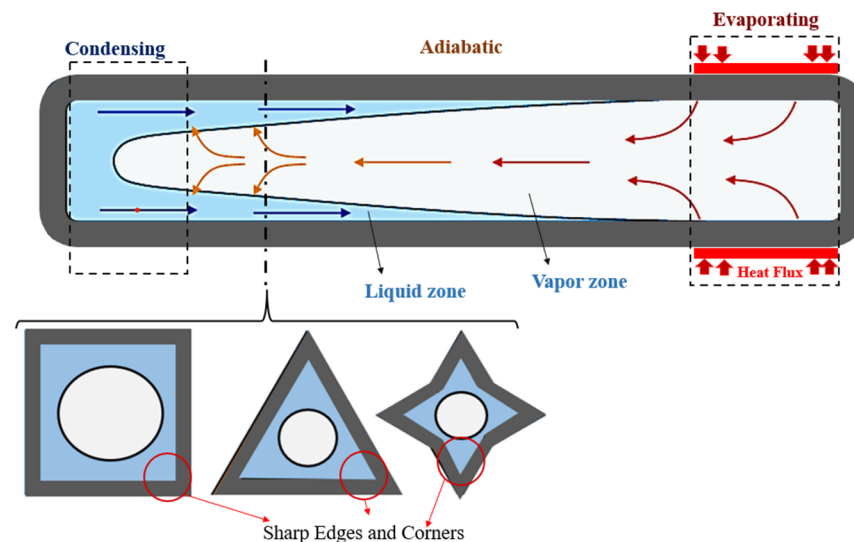 Evaporating
Condensing
Adiabatic
Heat Flux
Liquid zone
Vapor zone
Sharp Edges and Corners